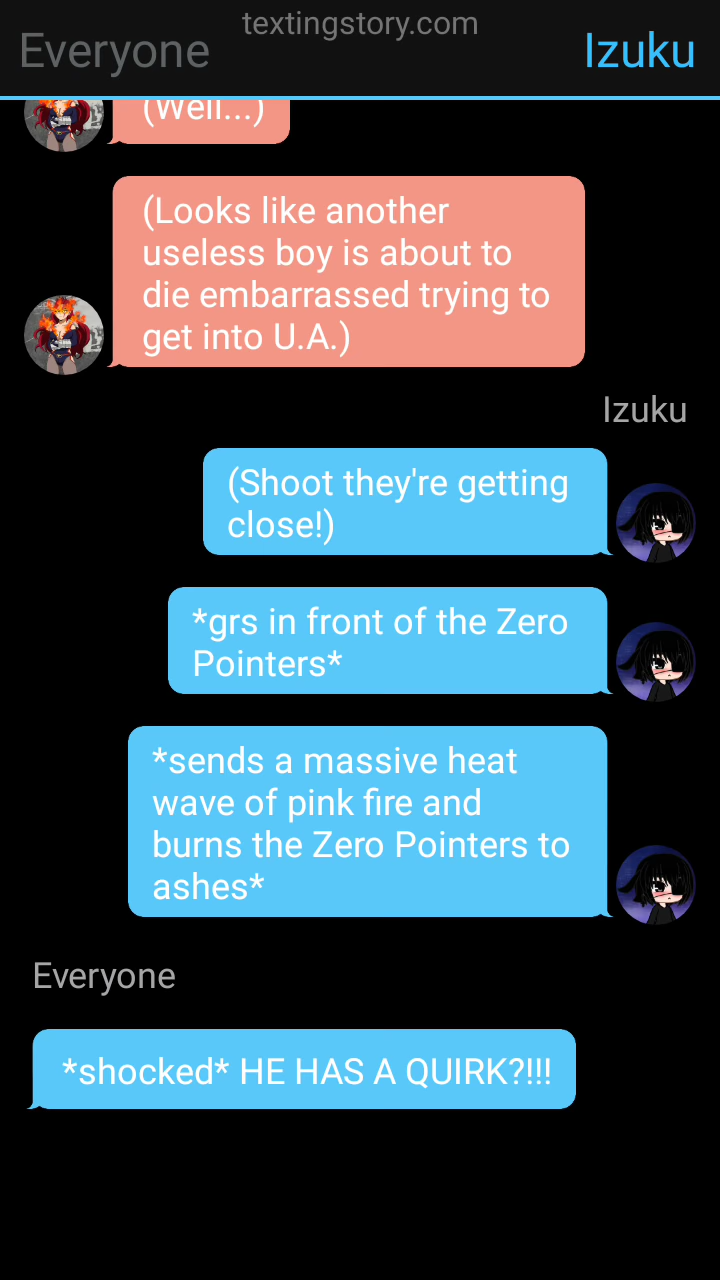 textingstory.com
Everyone
Izuku
(Well...)
(Looks like another
useless boy is about to
die embarrassed trying to
get into U.A.)
Izuku
(Shoot they're getting
close!)
*grs in front of the Zero
Pointers*
*sends a massive heat
wave of pink fire and
burns the Zero Pointers to
ashes*
Everyone
*shocked* HE HAS A QUIRK?!!!